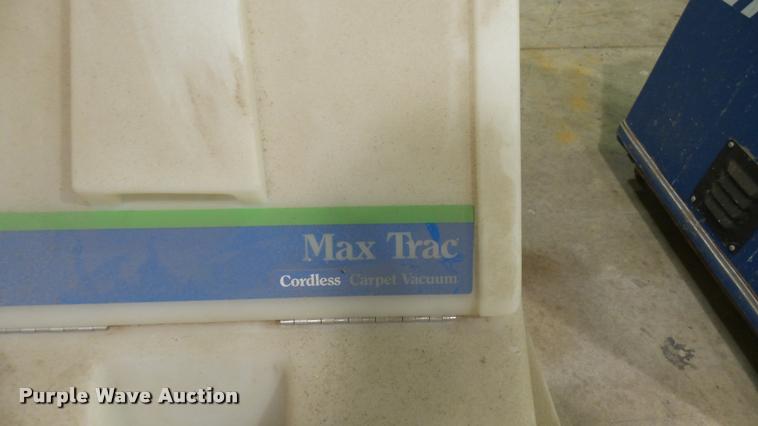 Max Trac
Cordless Carpet Vacuum
Purple Wave Auction